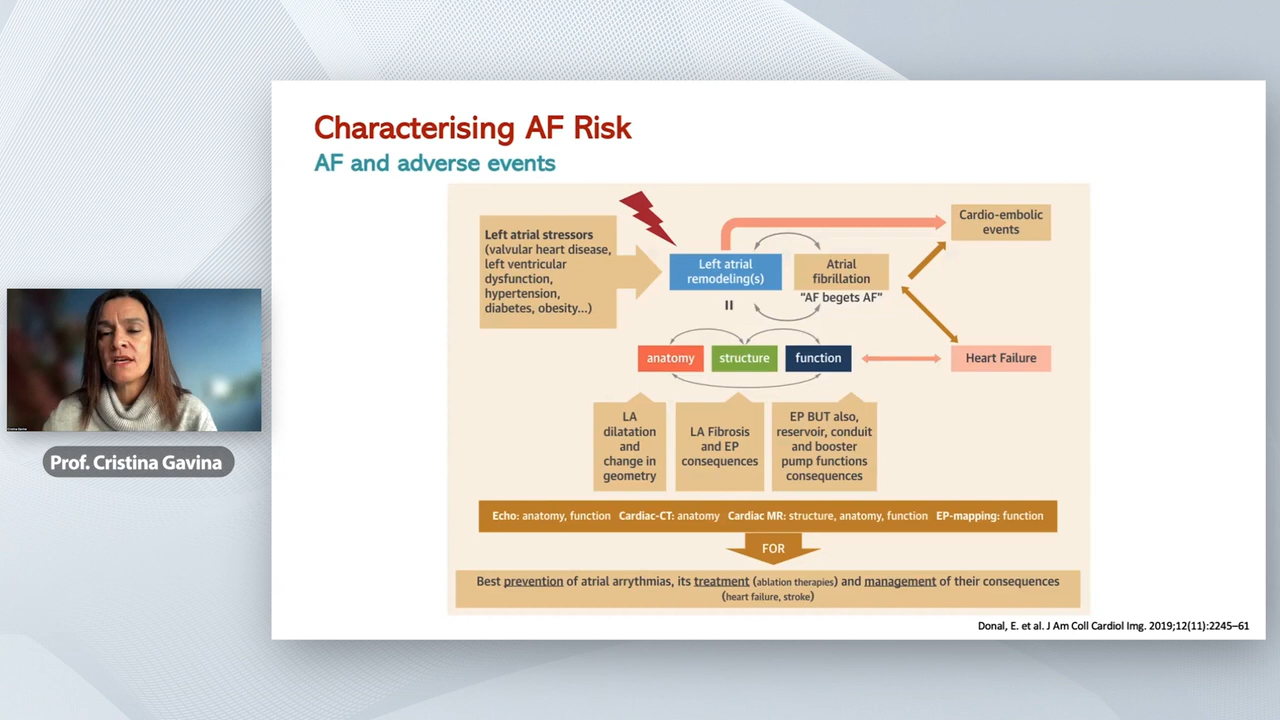 Characterising AF Risk
AF and adverse events
Left atrial stressors
(valvular heart disease,
left ventricular
dysfunction,
hypertension,
diabetes, obesity...)
Left atrial
remodeling(s)
Atrial
fibrillation
"AF begets AF"
Cardio-embolic
events
=
anatomy
structure
function
Heart Failure
LA
dilatation
and
change in
geometry
LA Fibrosis
and EP
consequences
EP BUT also,
reservoir, conduit
and booster
pump functions
consequences
Echo: anatomy, function Cardiac-CT: anatomy Cardiac MR: structure, anatomy, function EP-mapping: function
FOR
Best prevention of atrial arrythmias, its treatment (ablation therapies) and management of their consequences
(heart failure, stroke)
Donal, E. et al. J Am Coll Cardiol Img. 2019;12(11):2245–61
Prof. Cristina Gavina